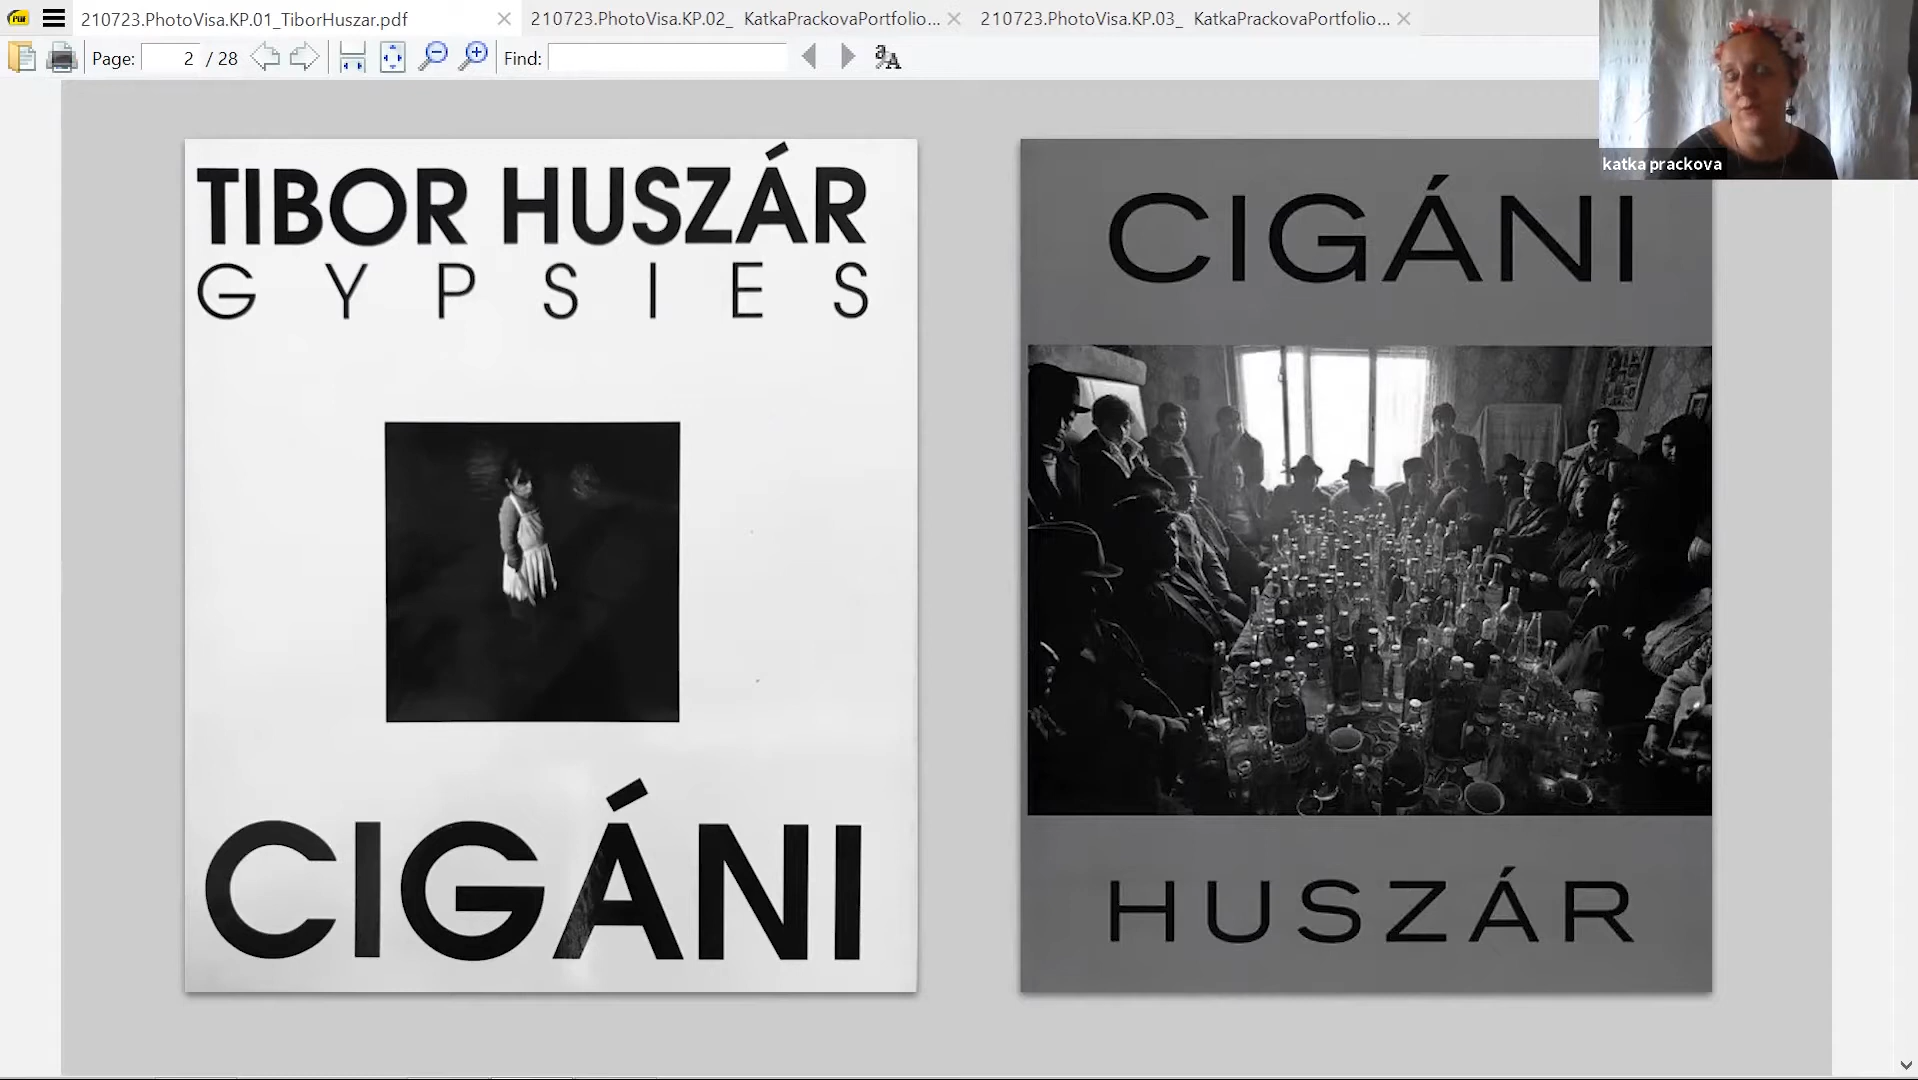 210723.PhotoVisa.KP.01_TiborHuszar.pdf
210723.PhotoVisa.KP.02_ KatkaPrackovaPortfolio...
210723.PhotoVisa.KP.03_ KatkaPrackovaPortfolio...
Page: 2 / 28
Find:
katka prackova
TIBOR HUSZÁR
GYPSIES
CIGÁNI
CIGÁNI
HUSZÁR